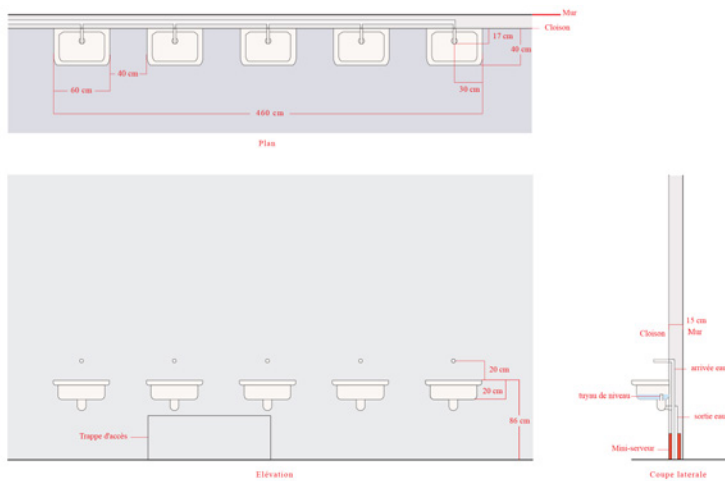 Mur
Cloison
17 cm
40 cm
40 cm
60 cm
30 cm
460 cm
Plan
15 cm
Cloison
Mur
20 cm
arrivée eau
20 cm
tuyau de niveau
86 cm
sortie eau
Trappe d'accès
Mini-serveur
Elévation
Coupe laterale